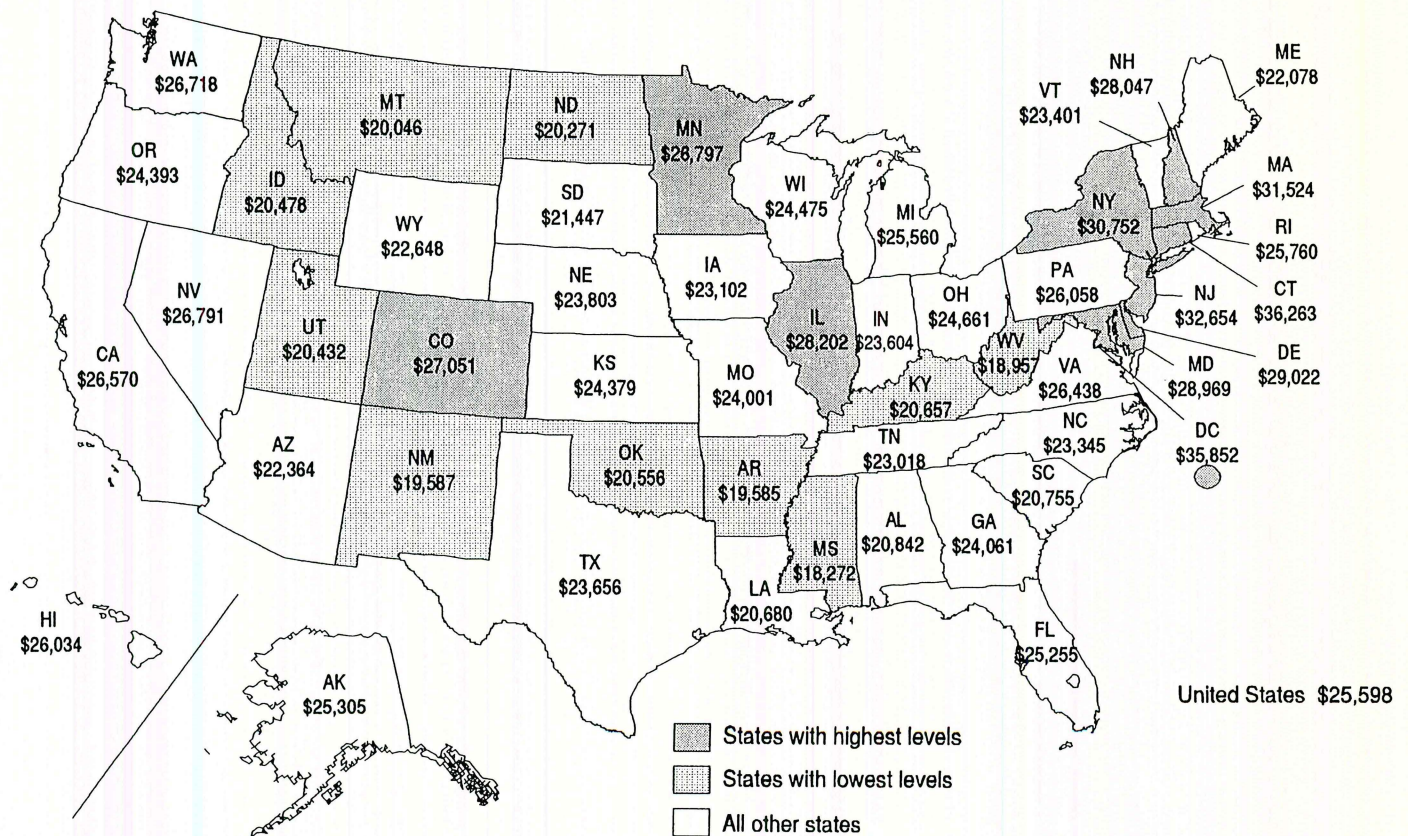 WA
$26,718
MT
$20,046
ND
$20,271
MN
$26,797
OR
$24,393
ID
$20,478
WY
$22,648
SD
$21,447
WI
$24,475
MI
$25,560
VT
$23,401
NH
$28,047
ME
$22,078
MA
$31,524
NY
$30,752
RI
$25,760
CT
$36,263
NJ
$32,654
DE
$29,022
MD
$28,969
DC
$35,852
PA
$26,058
NV
$26,791
CA
$26,570
UT
$20,432
CO
$27,051
NE
$23,803
IA
$23,102
IL
$28,202
IN
$23,604
OH
$24,661
WV
$18,957
VA
$26,438
KS
$24,379
MO
$24,001
KY
$20,657
NC
$23,345
TN
$23,018
SC
$20,755
AZ
$22,364
NM
$19,587
OK
$20,556
AR
$19,585
MS
$18,272
AL
$20,842
GA
$24,061
TX
$23,656
LA
$20,680
FL
$25,255
HI
$26,034
AK
$25,305
United States $25,598
States with highest levels
States with lowest levels
All other states